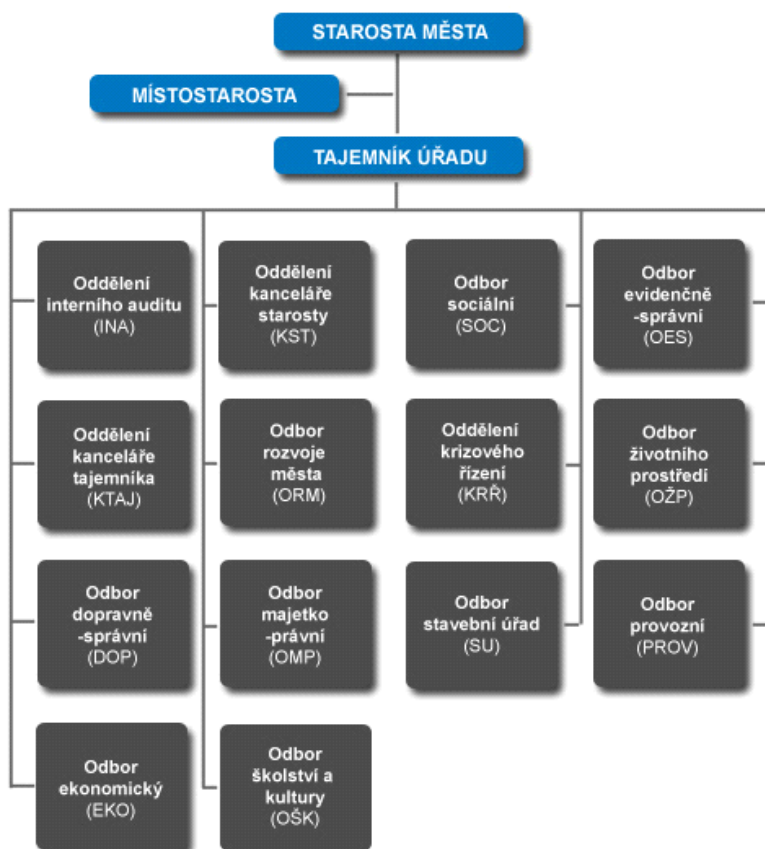 STAROSTA MĚSTA
MÍSTOSTAROSTA
TAJEMNÍK ÚŘADU
Oddělení
interního auditu
(INA)
Oddělení
kanceláře
starosty
(KST)
Odbor
sociální
(SOC)
Odbor
evidenčně
-správní
(OES)
Oddělení
kanceláře
tajemníka
(KTAJ)
Odbor
rozvoje
města
(ORM)
Oddělení
krizového
řízení
(KRŘ)
Odbor
životního
prostředí
(OŽP)
Odbor
dopravně
-správní
(DOP)
Odbor
majetko
-právní
(OMP)
Odbor
stavební úřad
(SU)
Odbor
provozní
(PROV)
Odbor
ekonomický
(EKO)
Odbor
školství a
kultury
(OŠK)